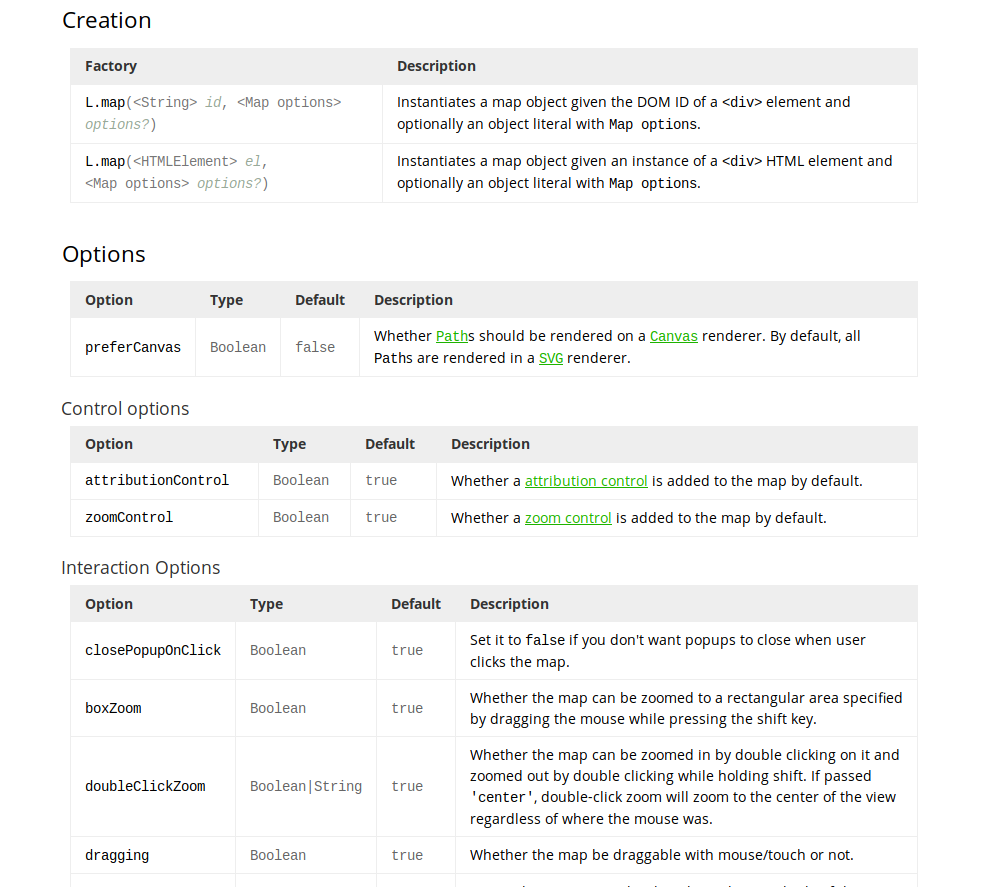 Creation
Factory Description
L.map(<String> id, <Map options> options?) Instantiates a map object given the DOM ID of a <div> element and optionally an object literal with Map options.
L.map(<HTMLElement> el, <Map options> options?) Instantiates a map object given an instance of a <div> HTML element and optionally an object literal with Map options.
Options
Option Type Default Description
preferCanvas Boolean false Whether Paths should be rendered on a Canvas renderer. By default, all Paths are rendered in a SVG renderer.
Control options
Option Type Default Description
attributionControl Boolean true Whether a attribution control is added to the map by default.
zoomControl Boolean true Whether a zoom control is added to the map by default.
Interaction Options
Option Type Default Description
closePopupOnClick Boolean true Set it to false if you don't want popups to close when user clicks the map.
boxZoom Boolean true Whether the map can be zoomed to a rectangular area specified by dragging the mouse while pressing the shift key.
doubleClickZoom Boolean|String true Whether the map can be zoomed in by double clicking on it and zoomed out by double clicking while holding shift. If passed 'center', double-click zoom will zoom to the center of the view regardless of where the mouse was.
dragging Boolean true Whether the map be draggable with mouse/touch or not.